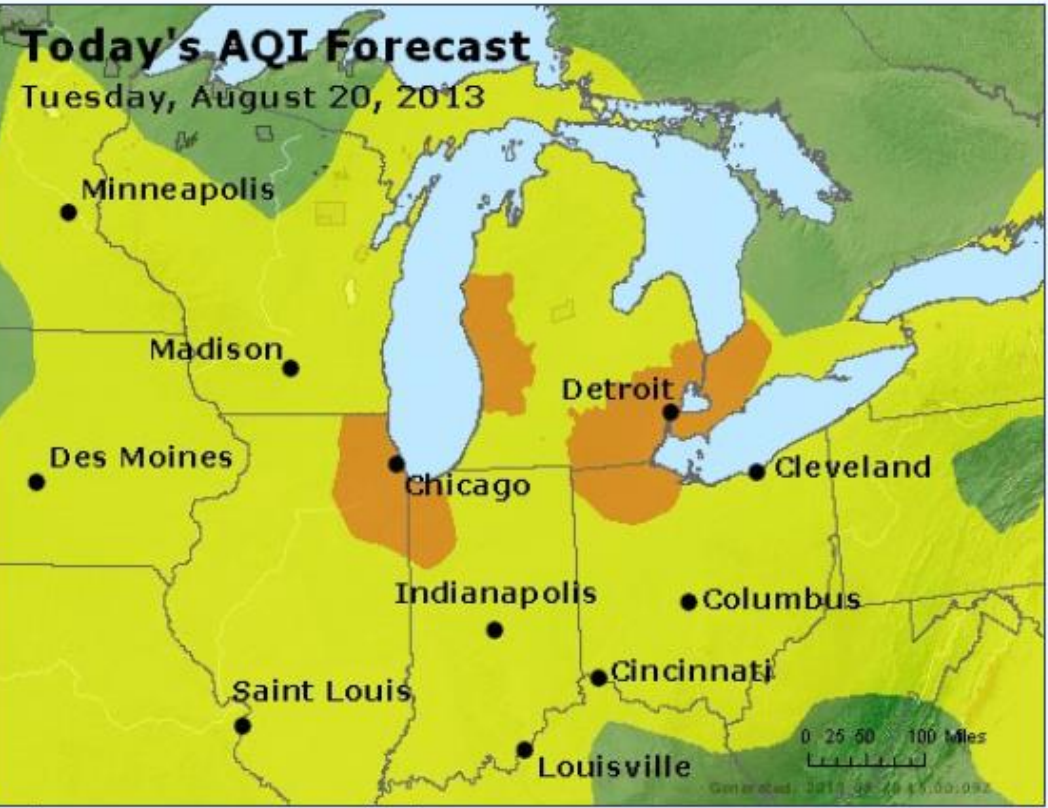 Today's AQI Forecast
Tuesday, August 20, 2013
Minneapolis
Madison
Detroit
Des Moines
Cleveland
Chicago
Indianapolis
Columbus
Cincinnati
Saint Louis
0 25 50 100 Miles
Louisville
Generated: